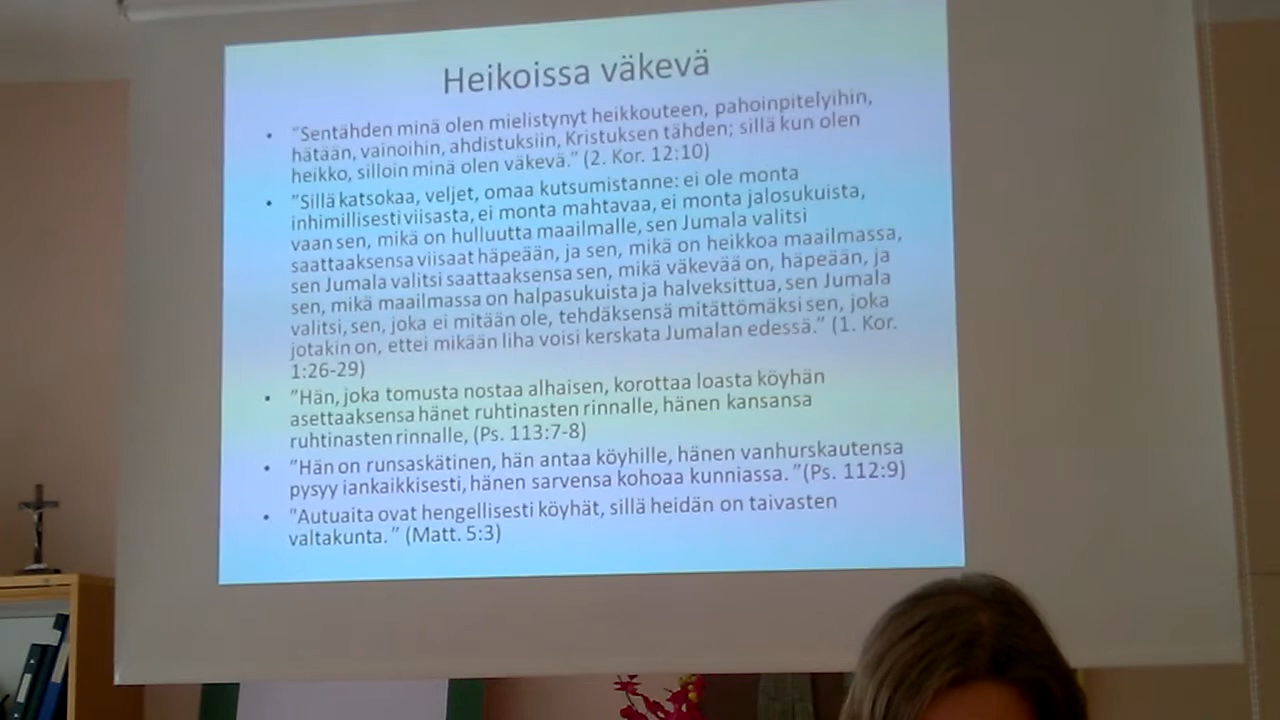 Heikoissa väkevä
• "Sentähden minä olen mielistynyt heikkouteen, pahoinpitelyihin,
hätään, vainoihin, ahdistuksiin, Kristuksen tähden; sillä kun olen
heikko, silloin minä olen väkevä." (2. Kor. 12:10)
• "Sillä katsokaa, veljet, omaa kutsumistanne: ei ole monta
inhimillisesti viisasta, ei monta mahtavaa, ei monta jalosukuista,
vaan sen, mikä on hulluutta maailmalle, sen Jumala valitsi
saattaaksensa viisaat häpeään, ja sen, mikä on heikkoa maailmassa,
sen Jumala valitsi saattaaksensa sen, mikä väkevää on, häpeään, ja
sen, mikä maailmassa on halpasukuista ja halveksittua, sen Jumala
valitsi, sen, joka ei mitään ole, tehdäksensä mitättömäksi sen, joka
jotakin on, ettei mikään liha voisi kerskata Jumalan edessä." (1. Kor.
1:26-29)
• "Hän, joka tomusta nostaa alhaisen, korottaa loasta köyhän
asettaaksensa hänet ruhtinasten rinnalle, hänen kansansa
ruhtinasten rinnalle, (Ps. 113:7-8)
• "Hän on runsaskätinen, hän antaa köyhille, hänen vanhurskautensa
pysyy iankaikkisesti, hänen sarvensa kohoaa kunniassa. "(Ps. 112:9)
• "Autuaita ovat hengellisesti köyhät, sillä heidän on taivasten
valtakunta." (Matt. 5:3)